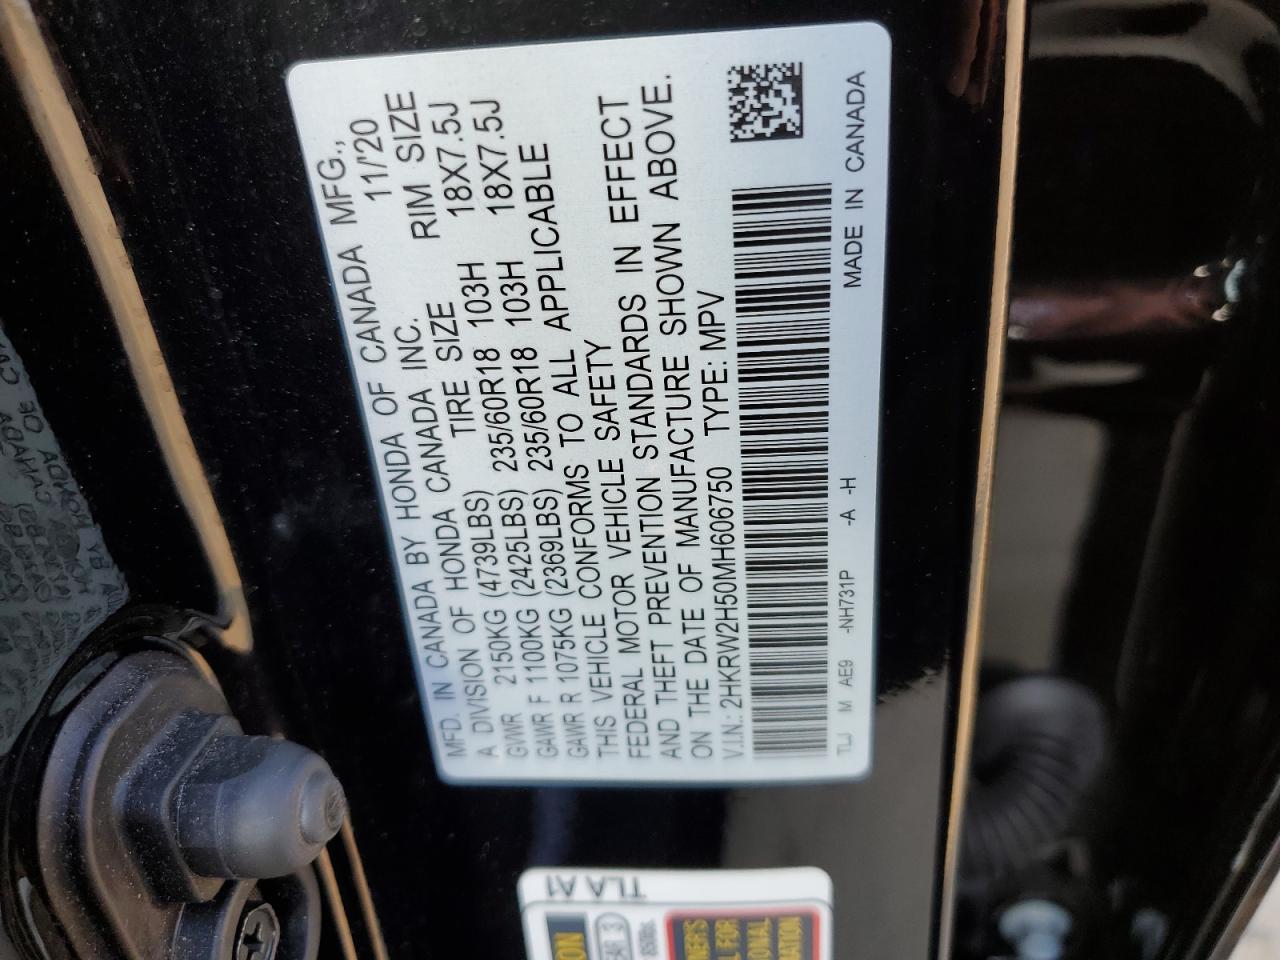 MFD. IN CANADA BY HONDA OF CANADA MFG.,
A DIVISION OF HONDA CANADA INC. 11/'20
TIRE SIZE RIM SIZE
GVWR 2150KG (4739LBS)
GAWR F 1100KG (2425LBS) 235/60R18 103H 18X7.5J
GAWR R 1075KG (2369LBS) 235/60R18 103H 18X7.5J
THIS VEHICLE CONFORMS TO ALL APPLICABLE
FEDERAL MOTOR VEHICLE SAFETY
AND THEFT PREVENTION STANDARDS IN EFFECT
ON THE DATE OF MANUFACTURE SHOWN ABOVE.
V.I.N.: 2HKRW2H50MH606750 TYPE: MPV
TLJ M AE9 -NH731P -A -H MADE IN CANADA
TLA A1